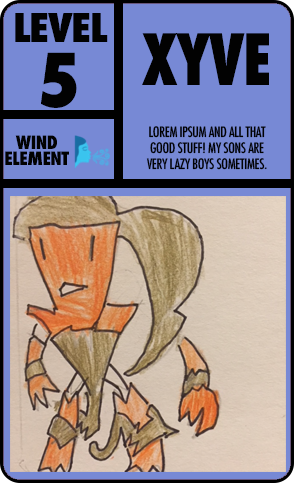 LEVEL
5
WIND
ELEMENT
XYVE
LOREM IPSUM AND ALL THAT
GOOD STUFF! MY SONS ARE
VERY LAZY BOYS SOMETIMES.